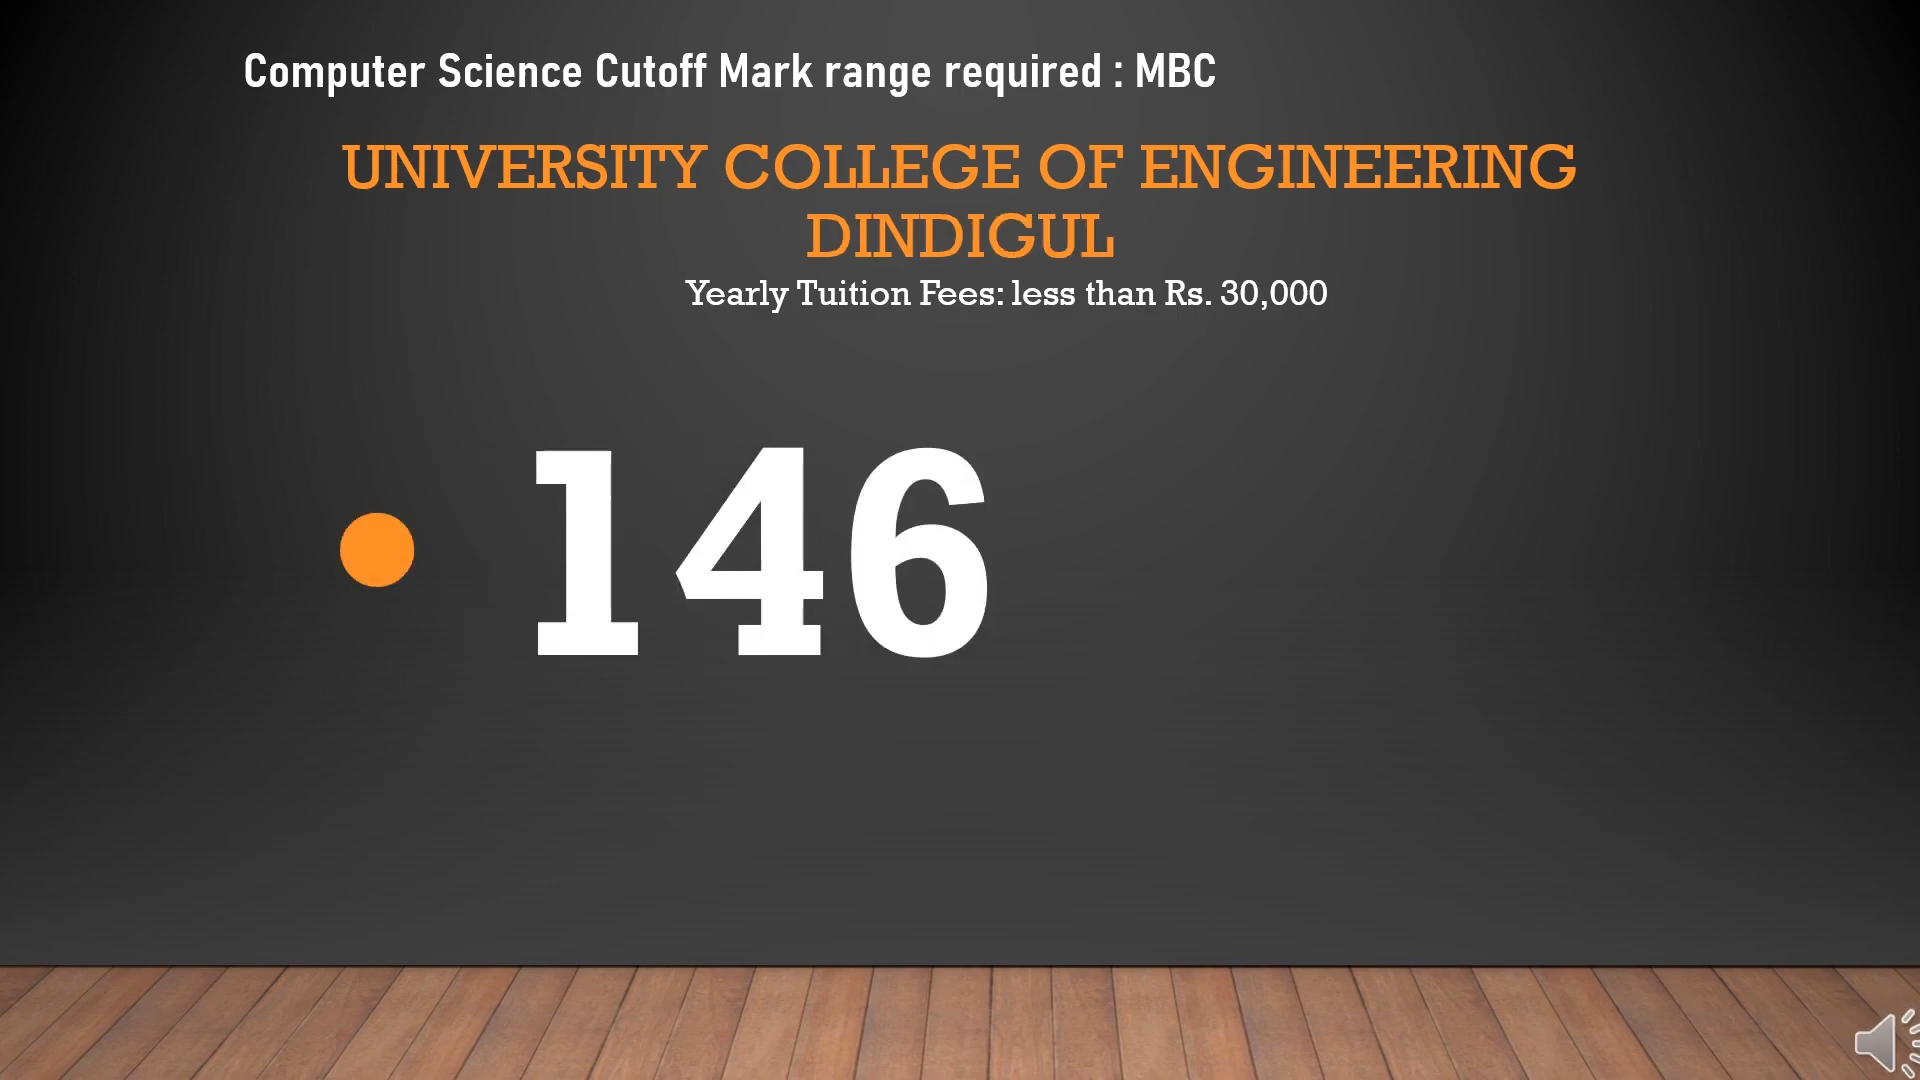 Computer Science Cutoff Mark range required : MBC
UNIVERSITY COLLEGE OF ENGINEERING
DINDIGUL
Yearly Tuition Fees: less than Rs. 30,000
146